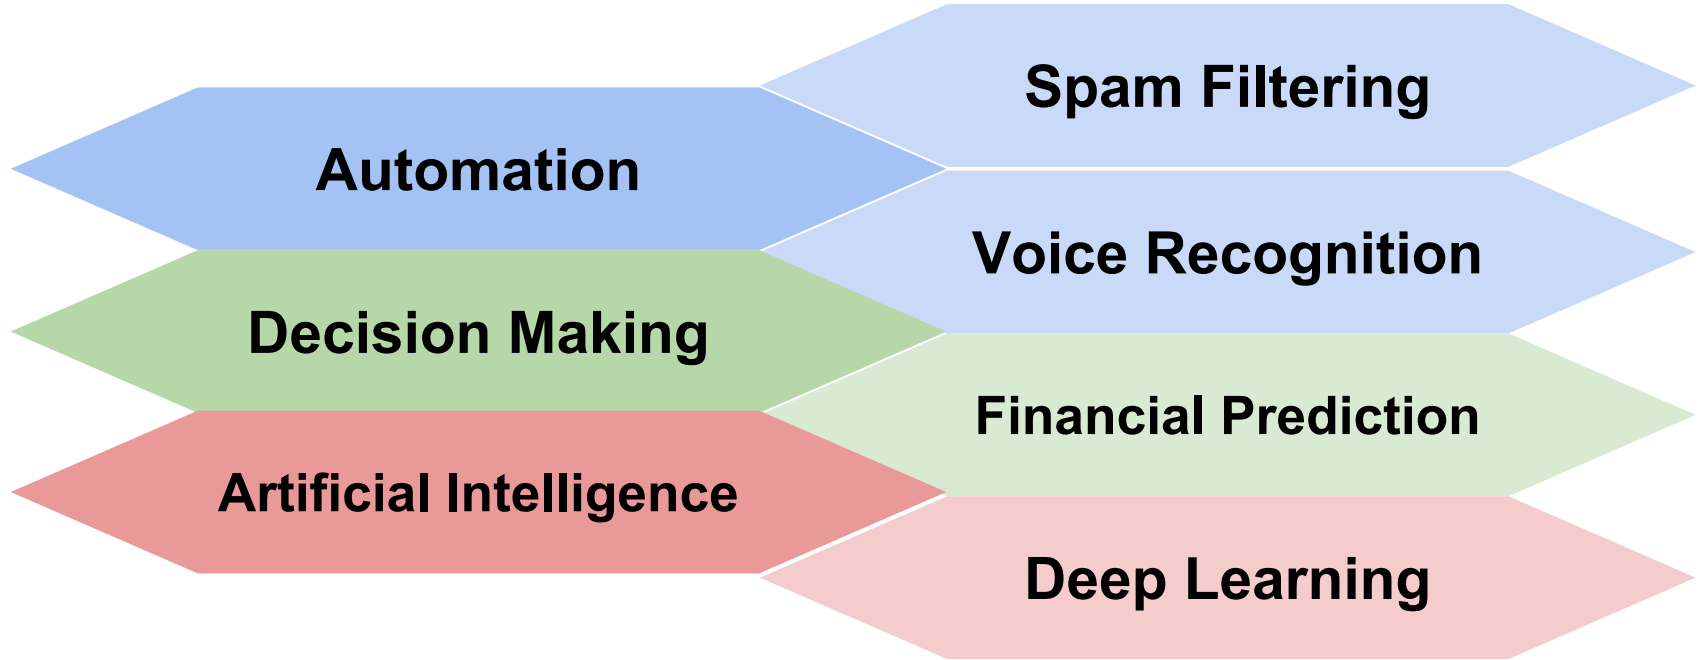 Automation
Decision Making
Artificial Intelligence
Spam Filtering
Voice Recognition
Financial Prediction
Deep Learning